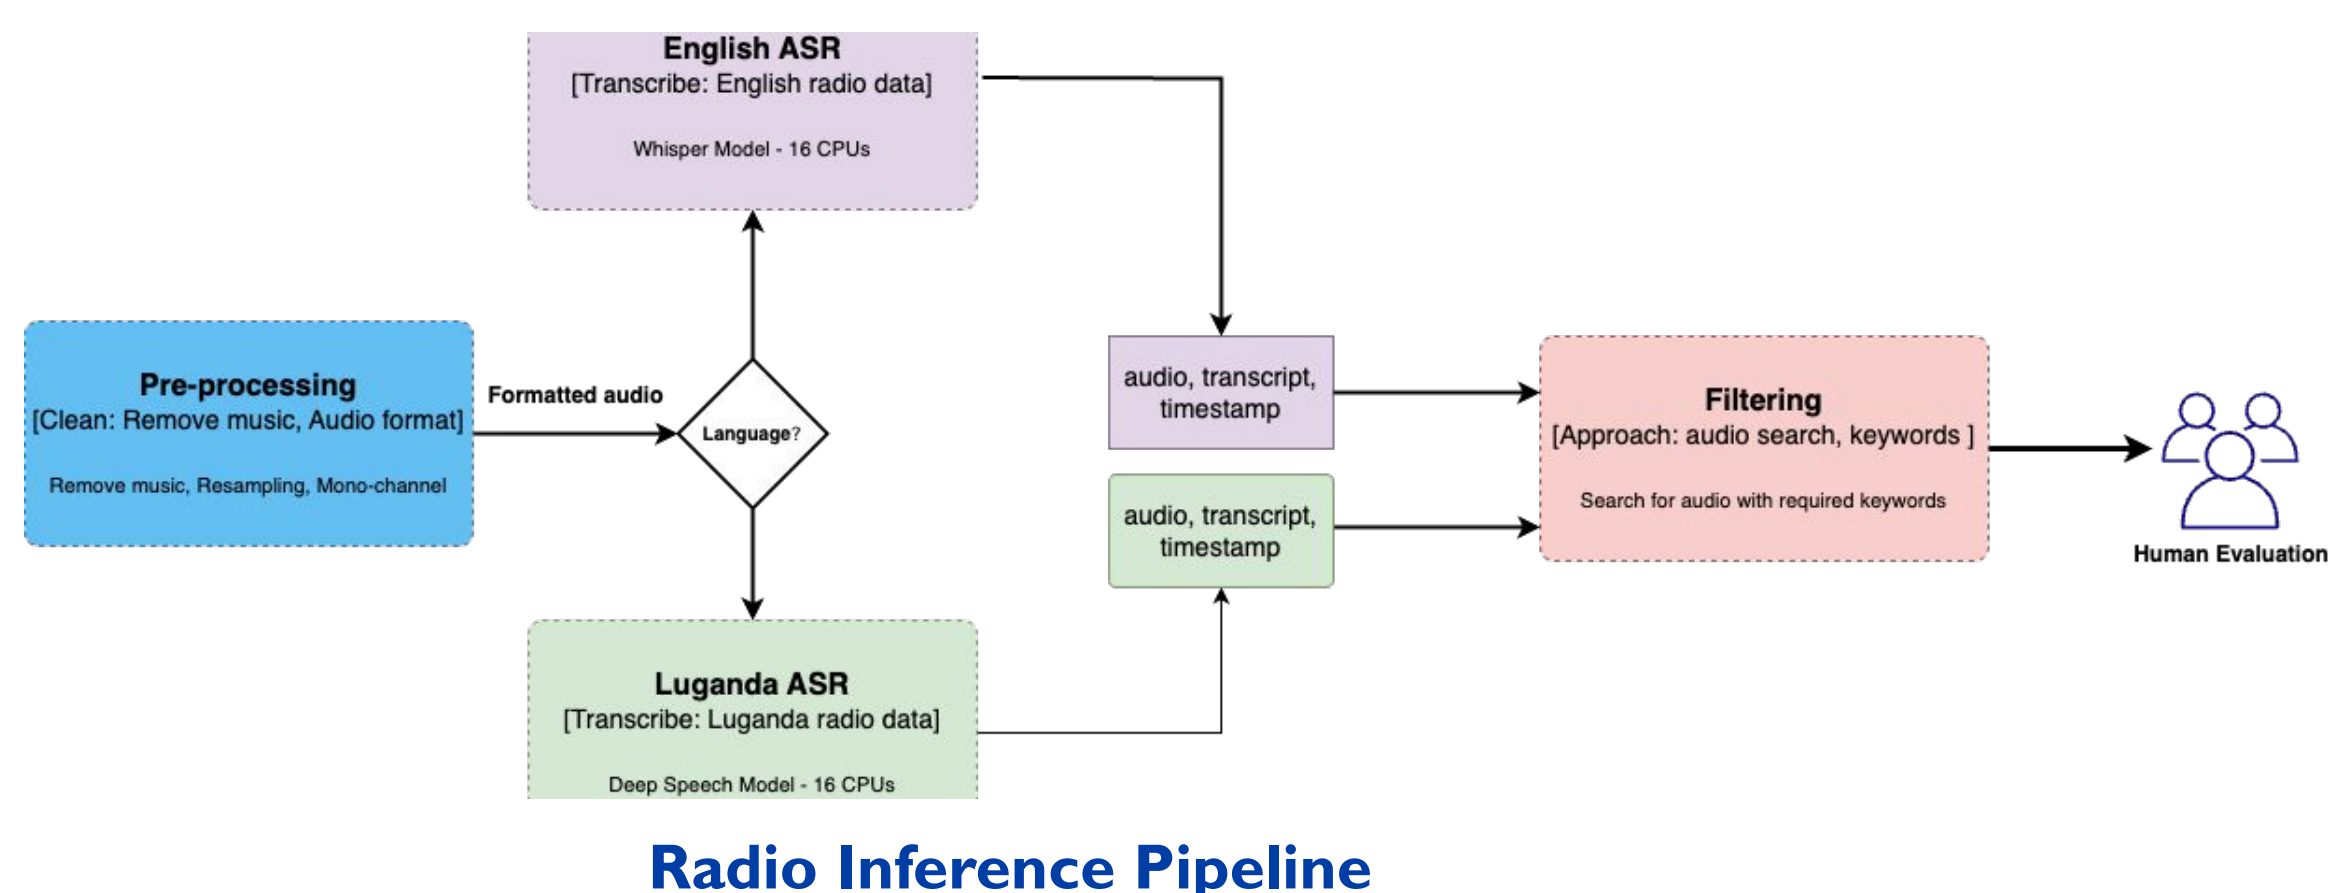 English ASR
[Transcribe: English radio data]
Whisper Model - 16 CPUs
Pre-processing
[Clean: Remove music, Audio format]
Remove music, Resampling, Mono-channel
Formatted audio
Language?
audio, transcript,
timestamp
audio, transcript,
timestamp
Filtering
[Approach: audio search, keywords ]
Search for audio with required keywords
Human Evaluation
Luganda ASR
[Transcribe: Luganda radio data]
Deep Speech Model - 16 CPUs
Radio Inference Pipeline